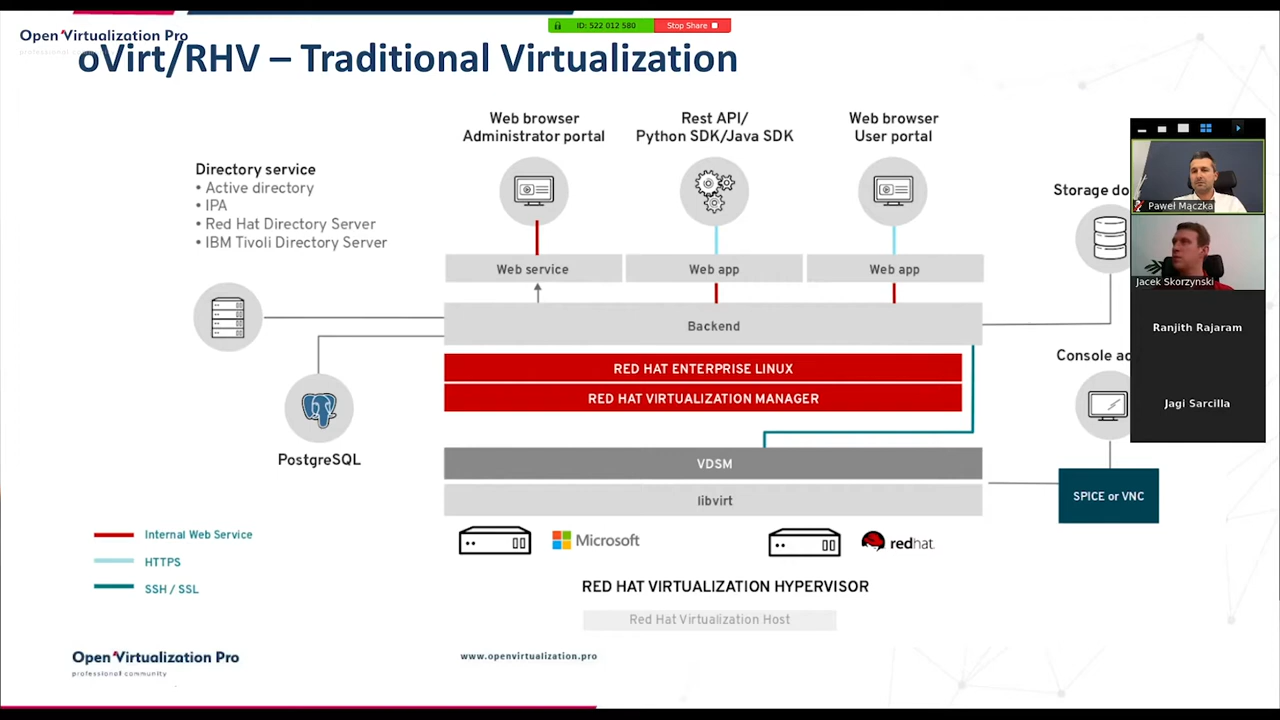 Open Virtualization Pro
ID: 522 012 580
Stop Share
oVirt/RHV – Traditional Virtualization
Web browser
Administrator portal
Rest API/
Python SDK/Java SDK
Web browser
User portal
Directory service
• Active directory
• IPA
• Red Hat Directory Server
• IBM Tivoli Directory Server
Storage do
Paweł Mączka
Web service
Web app
Web app
Jacek Skorzynski
Backend
Ranjith Rajaram
RED HAT ENTERPRISE LINUX
Console ac
RED HAT VIRTUALIZATION MANAGER
Jagi Sarcilla
PostgreSQL
VDSM
libvirt
SPICE or VNC
Internal Web Service
HTTPS
SSH / SSL
Microsoft
redhat.
RED HAT VIRTUALIZATION HYPERVISOR
Red Hat Virtualization Host
Open Virtualization Pro
professional community
www.openvirtualization.pro